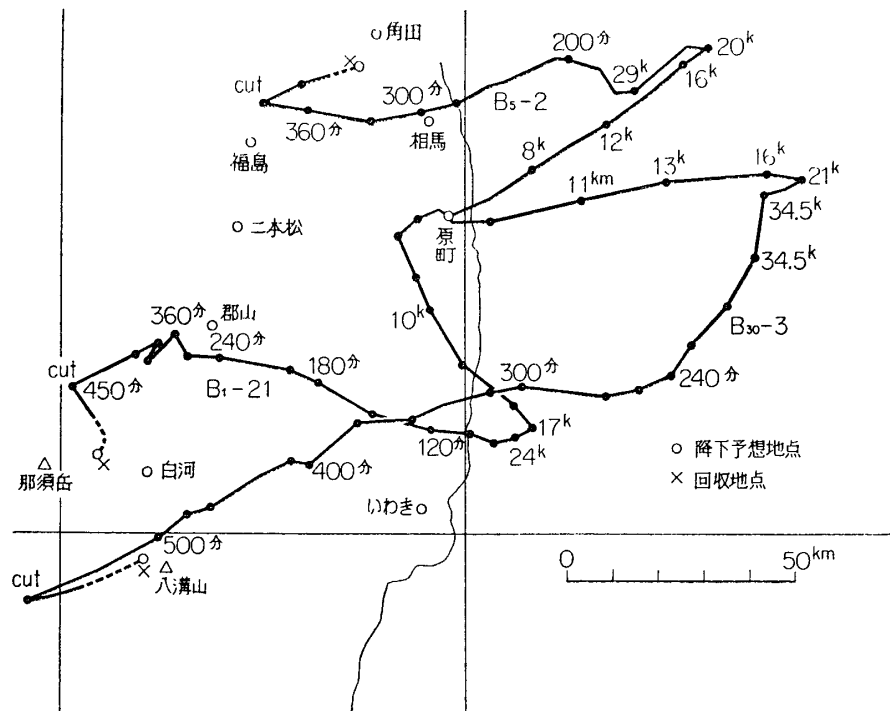 角田
200分
20k
16k
29k
cut
300分
B5-2
360分
相馬
12k
福島
8k
16k
13k
21k
11km
34.5k
原町
二本松
34.5k
10k
360分
郡山
B30-3
240分
180分
300分
cut
450分
B1-21
240分
17k
120分
24k
降下予想地点
400分
那須岳
白河
回収地点
いわき
500分
0
50km
cut
八溝山